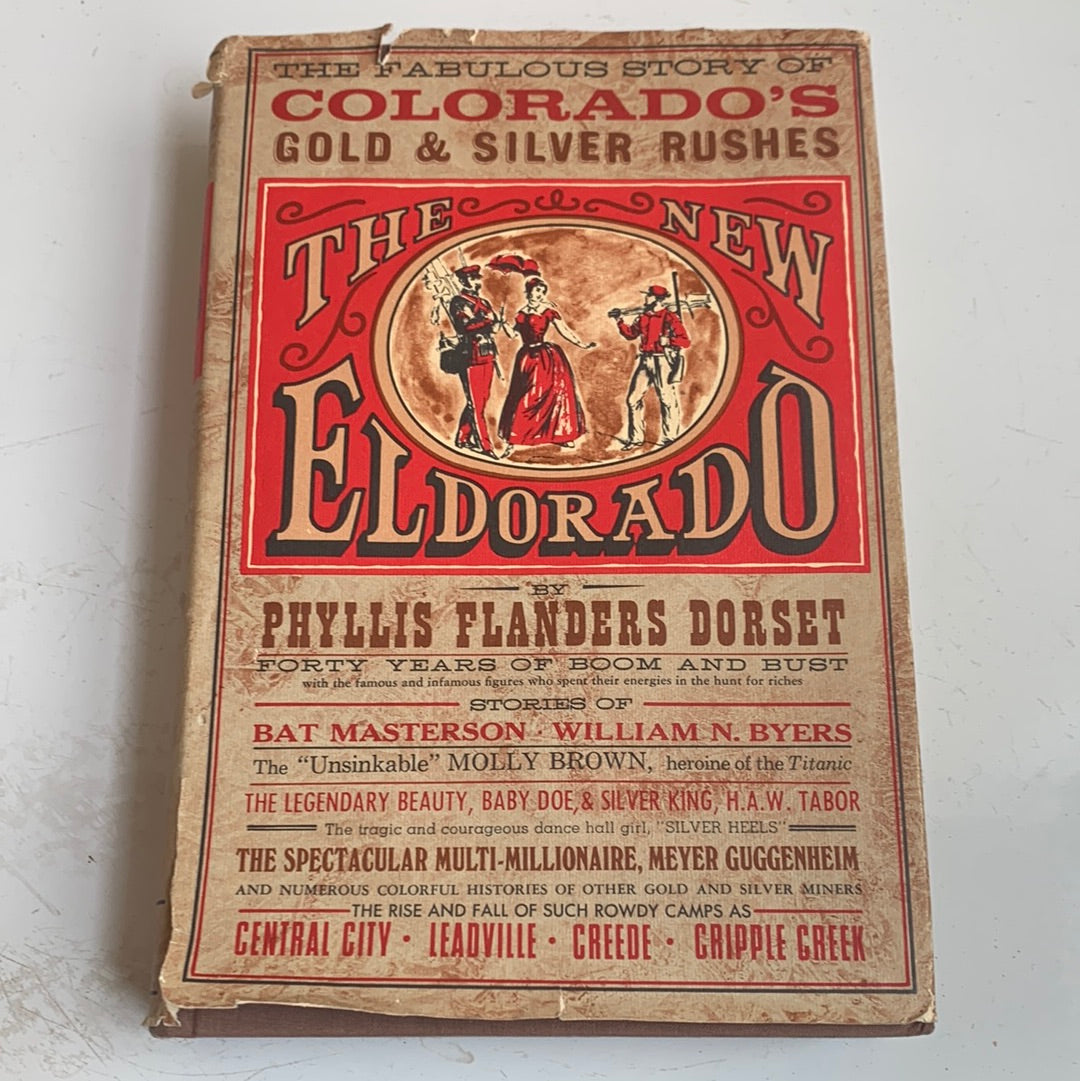 THE FABULOUS STORY OF
COLORADO'S
GOLD & SILVER RUSHES
THE NEW
ELDORADO
BY
PHYLLIS FLANDERS DORSET
FORTY YEARS OF BOOM AND BUST
with the famous and infamous figures who spent their energies in the hunt for riches
STORIES OF
BAT MASTERSON · WILLIAM N. BYERS
The "Unsinkable" MOLLY BROWN, heroine of the Titanic
THE LEGENDARY BEAUTY, BABY DOE, & SILVER KING, H.A.W. TABOR
The tragic and courageous dance hall girl, "SILVER HEELS"
THE SPECTACULAR MULTI-MILLIONAIRE, MEYER GUGGENHEIM
AND NUMEROUS COLORFUL HISTORIES OF OTHER GOLD AND SILVER MINERS
THE RISE AND FALL OF SUCH ROWDY CAMPS AS
CENTRAL CITY · LEADVILLE · CREEDE · CRIPPLE CREEK